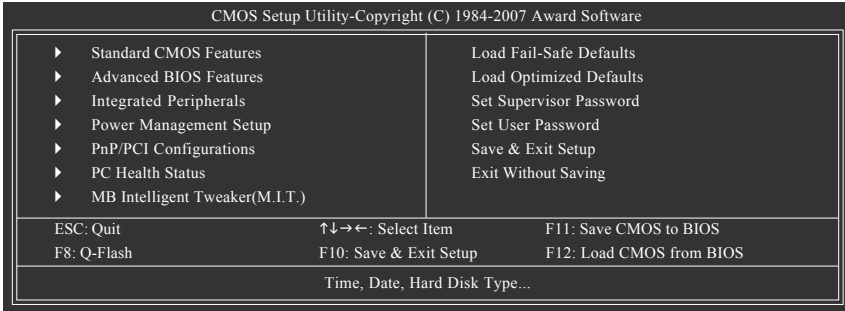 CMOS Setup Utility-Copyright (C) 1984-2007 Award Software
Standard CMOS Features
Advanced BIOS Features
Integrated Peripherals
Power Management Setup
PnP/PCI Configurations
PC Health Status
MB Intelligent Tweaker(M.I.T.)
Load Fail-Safe Defaults
Load Optimized Defaults
Set Supervisor Password
Set User Password
Save & Exit Setup
Exit Without Saving
ESC: Quit ↑↓→←: Select Item F11: Save CMOS to BIOS
F8: Q-Flash F10: Save & Exit Setup F12: Load CMOS from BIOS
Time, Date, Hard Disk Type...